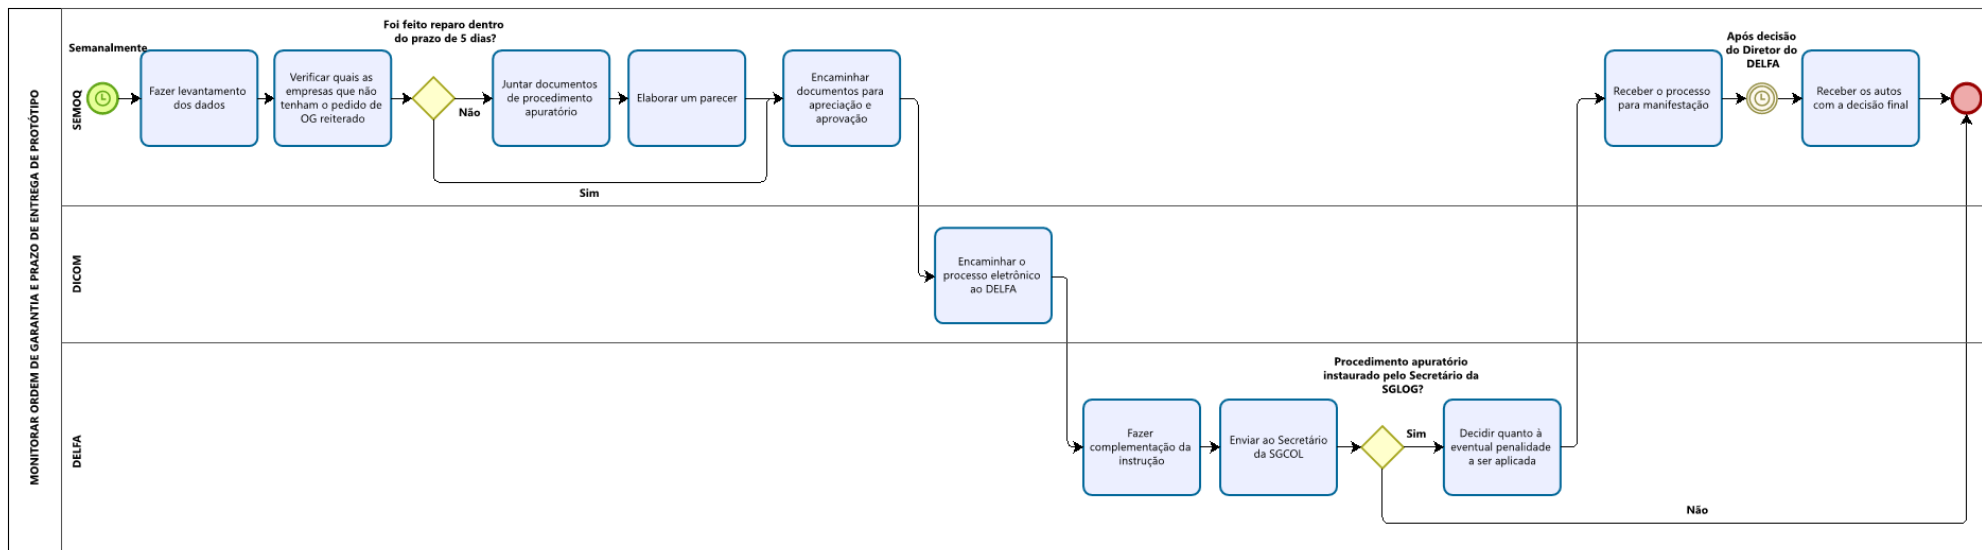 MONITORAR ORDEM DE GARANTIA E PRAZO DE ENTREGA DE PROTÓTIPO
SEMOQ
Semanalmente
Fazer levantamento
dos dados
Verificar quais as
empresas que não
tenham o pedido de
OG reiterado
Foi feito reparo dentro
do prazo de 5 dias?
Não
Sim
Juntar documentos
de procedimento
apuratório
Elaborar um parecer
Encaminhar
documentos para
apreciação e
aprovação
Receber o processo
para manifestação
Após decisão
do Diretor do
DELFA
Receber os autos
com a decisão final
DICOM
Encaminhar o
processo eletrônico
ao DELFA
DELFA
Fazer
complementação da
instrução
Enviar ao Secretário
da SGCOL
Procedimento apuratório
instaurado pelo Secretário da
SGLOG?
Sim
Decidir quanto à
eventual penalidade
a ser aplicada
Não